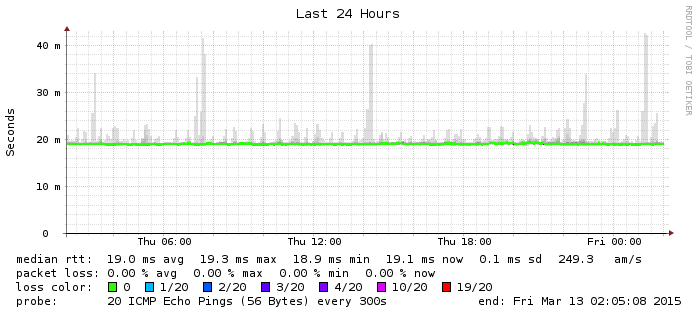 Last 24 Hours
RRDTOOL / TOBI OETIKER
Seconds
40 m
30 m
20 m
10 m
0
Thu 06:00 Thu 12:00 Thu 18:00 Fri 00:00
median rtt: 19.0 ms avg 19.3 ms max 18.9 ms min 19.1 ms now 0.1 ms sd 249.3 am/s
packet loss: 0.00 % avg 0.00 % max 0.00 % min 0.00 % now
loss color: 0 1/20 2/20 3/20 4/20 10/20 19/20
probe: 20 ICMP Echo Pings (56 Bytes) every 300s end: Fri Mar 13 02:05:08 2015